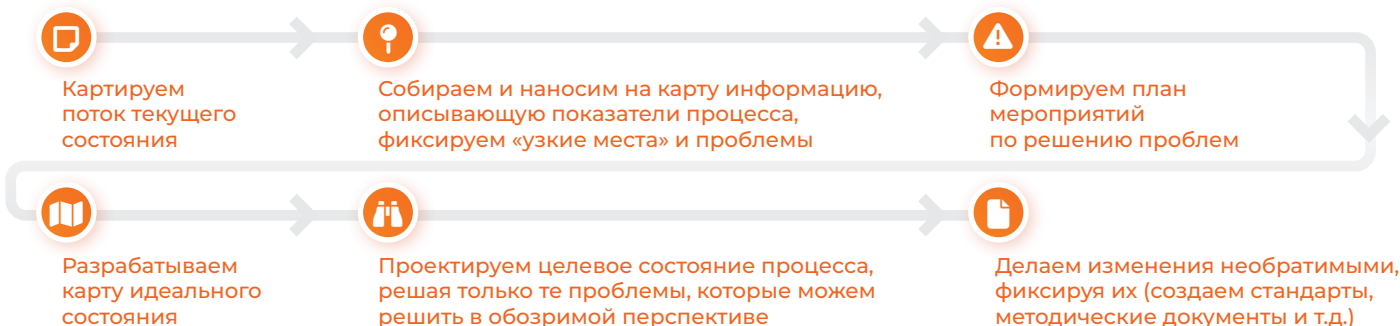 Картируем
поток текущего
состояния
Собираем и наносим на карту информацию,
описывающую показатели процесса,
фиксируем «узкие места» и проблемы
Формируем план
мероприятий
по решению проблем
Разрабатываем
карту идеального
состояния
Проектируем целевое состояние процесса,
решая только те проблемы, которые можем
решить в обозримой перспективе
Делаем изменения необратимыми,
фиксируя их (создаем стандарты,
методические документы и т.д.)